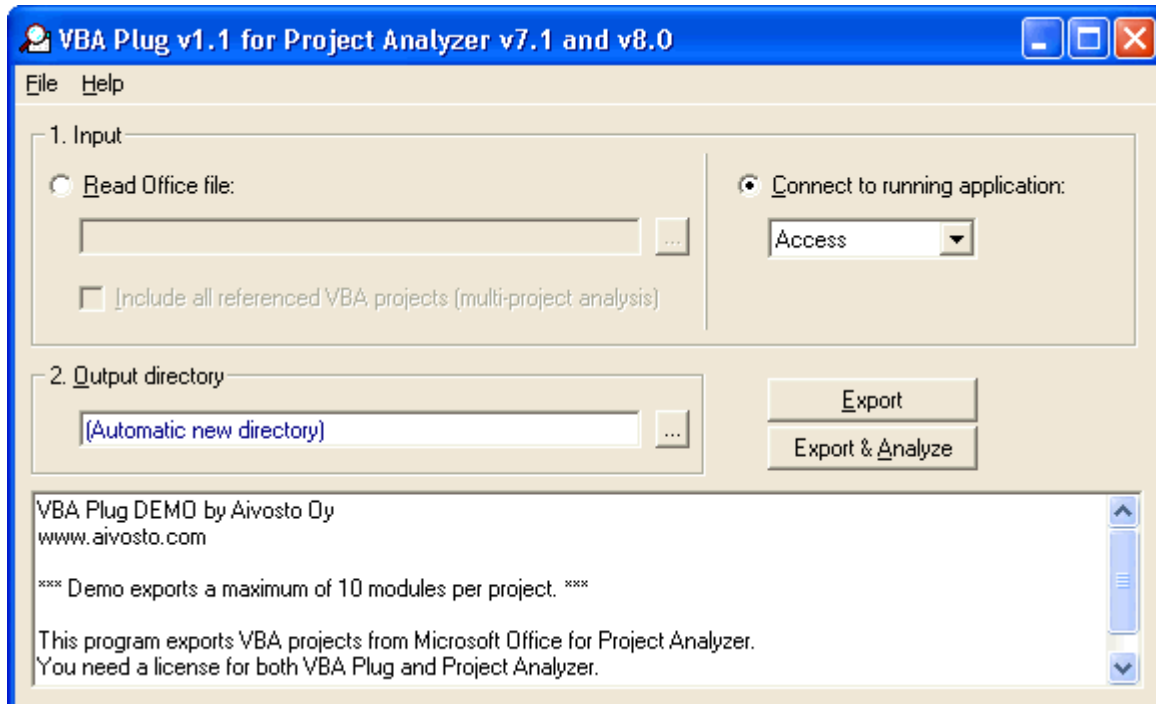 VBA Plug v1.1 for Project Analyzer v7.1 and v8.0
File Help
1. Input
Read Office file:
...
Include all referenced VBA projects (multi-project analysis)
Connect to running application:
Access
2. Output directory
(Automatic new directory)
...
Export
Export & Analyze
VBA Plug DEMO by Aivosto Oy
www.aivosto.com
*** Demo exports a maximum of 10 modules per project. ***
This program exports VBA projects from Microsoft Office for Project Analyzer.
You need a license for both VBA Plug and Project Analyzer.